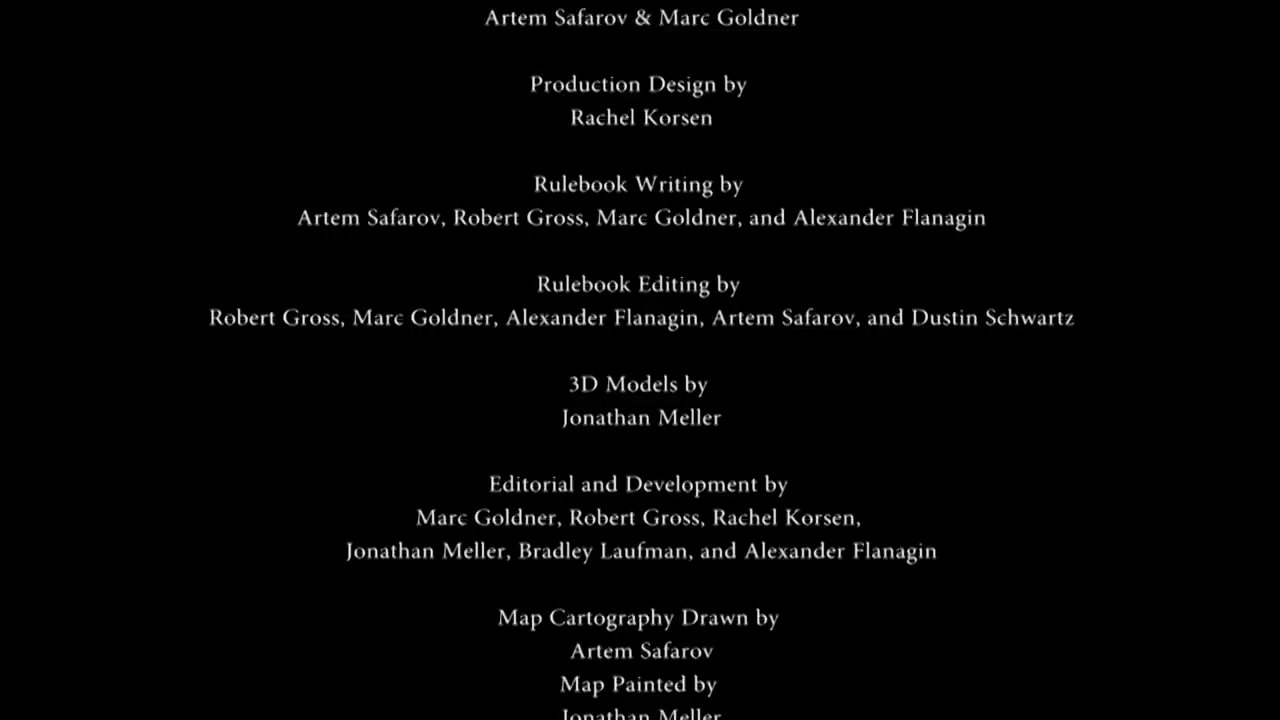 Artem Safarov & Marc Goldner
Production Design by
Rachel Korsen
Rulebook Writing by
Artem Safarov, Robert Gross, Marc Goldner, and Alexander Flanagin
Rulebook Editing by
Robert Gross, Marc Goldner, Alexander Flanagin, Artem Safarov, and Dustin Schwartz
3D Models by
Jonathan Meller
Editorial and Development by
Marc Goldner, Robert Gross, Rachel Korsen,
Jonathan Meller, Bradley Laufman, and Alexander Flanagin
Map Cartography Drawn by
Artem Safarov
Map Painted by
Jonathan Meller